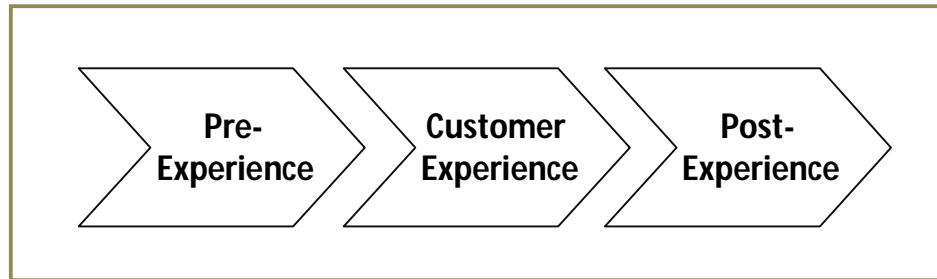 Pre-
Experience
Customer
Experience
Post-
Experience